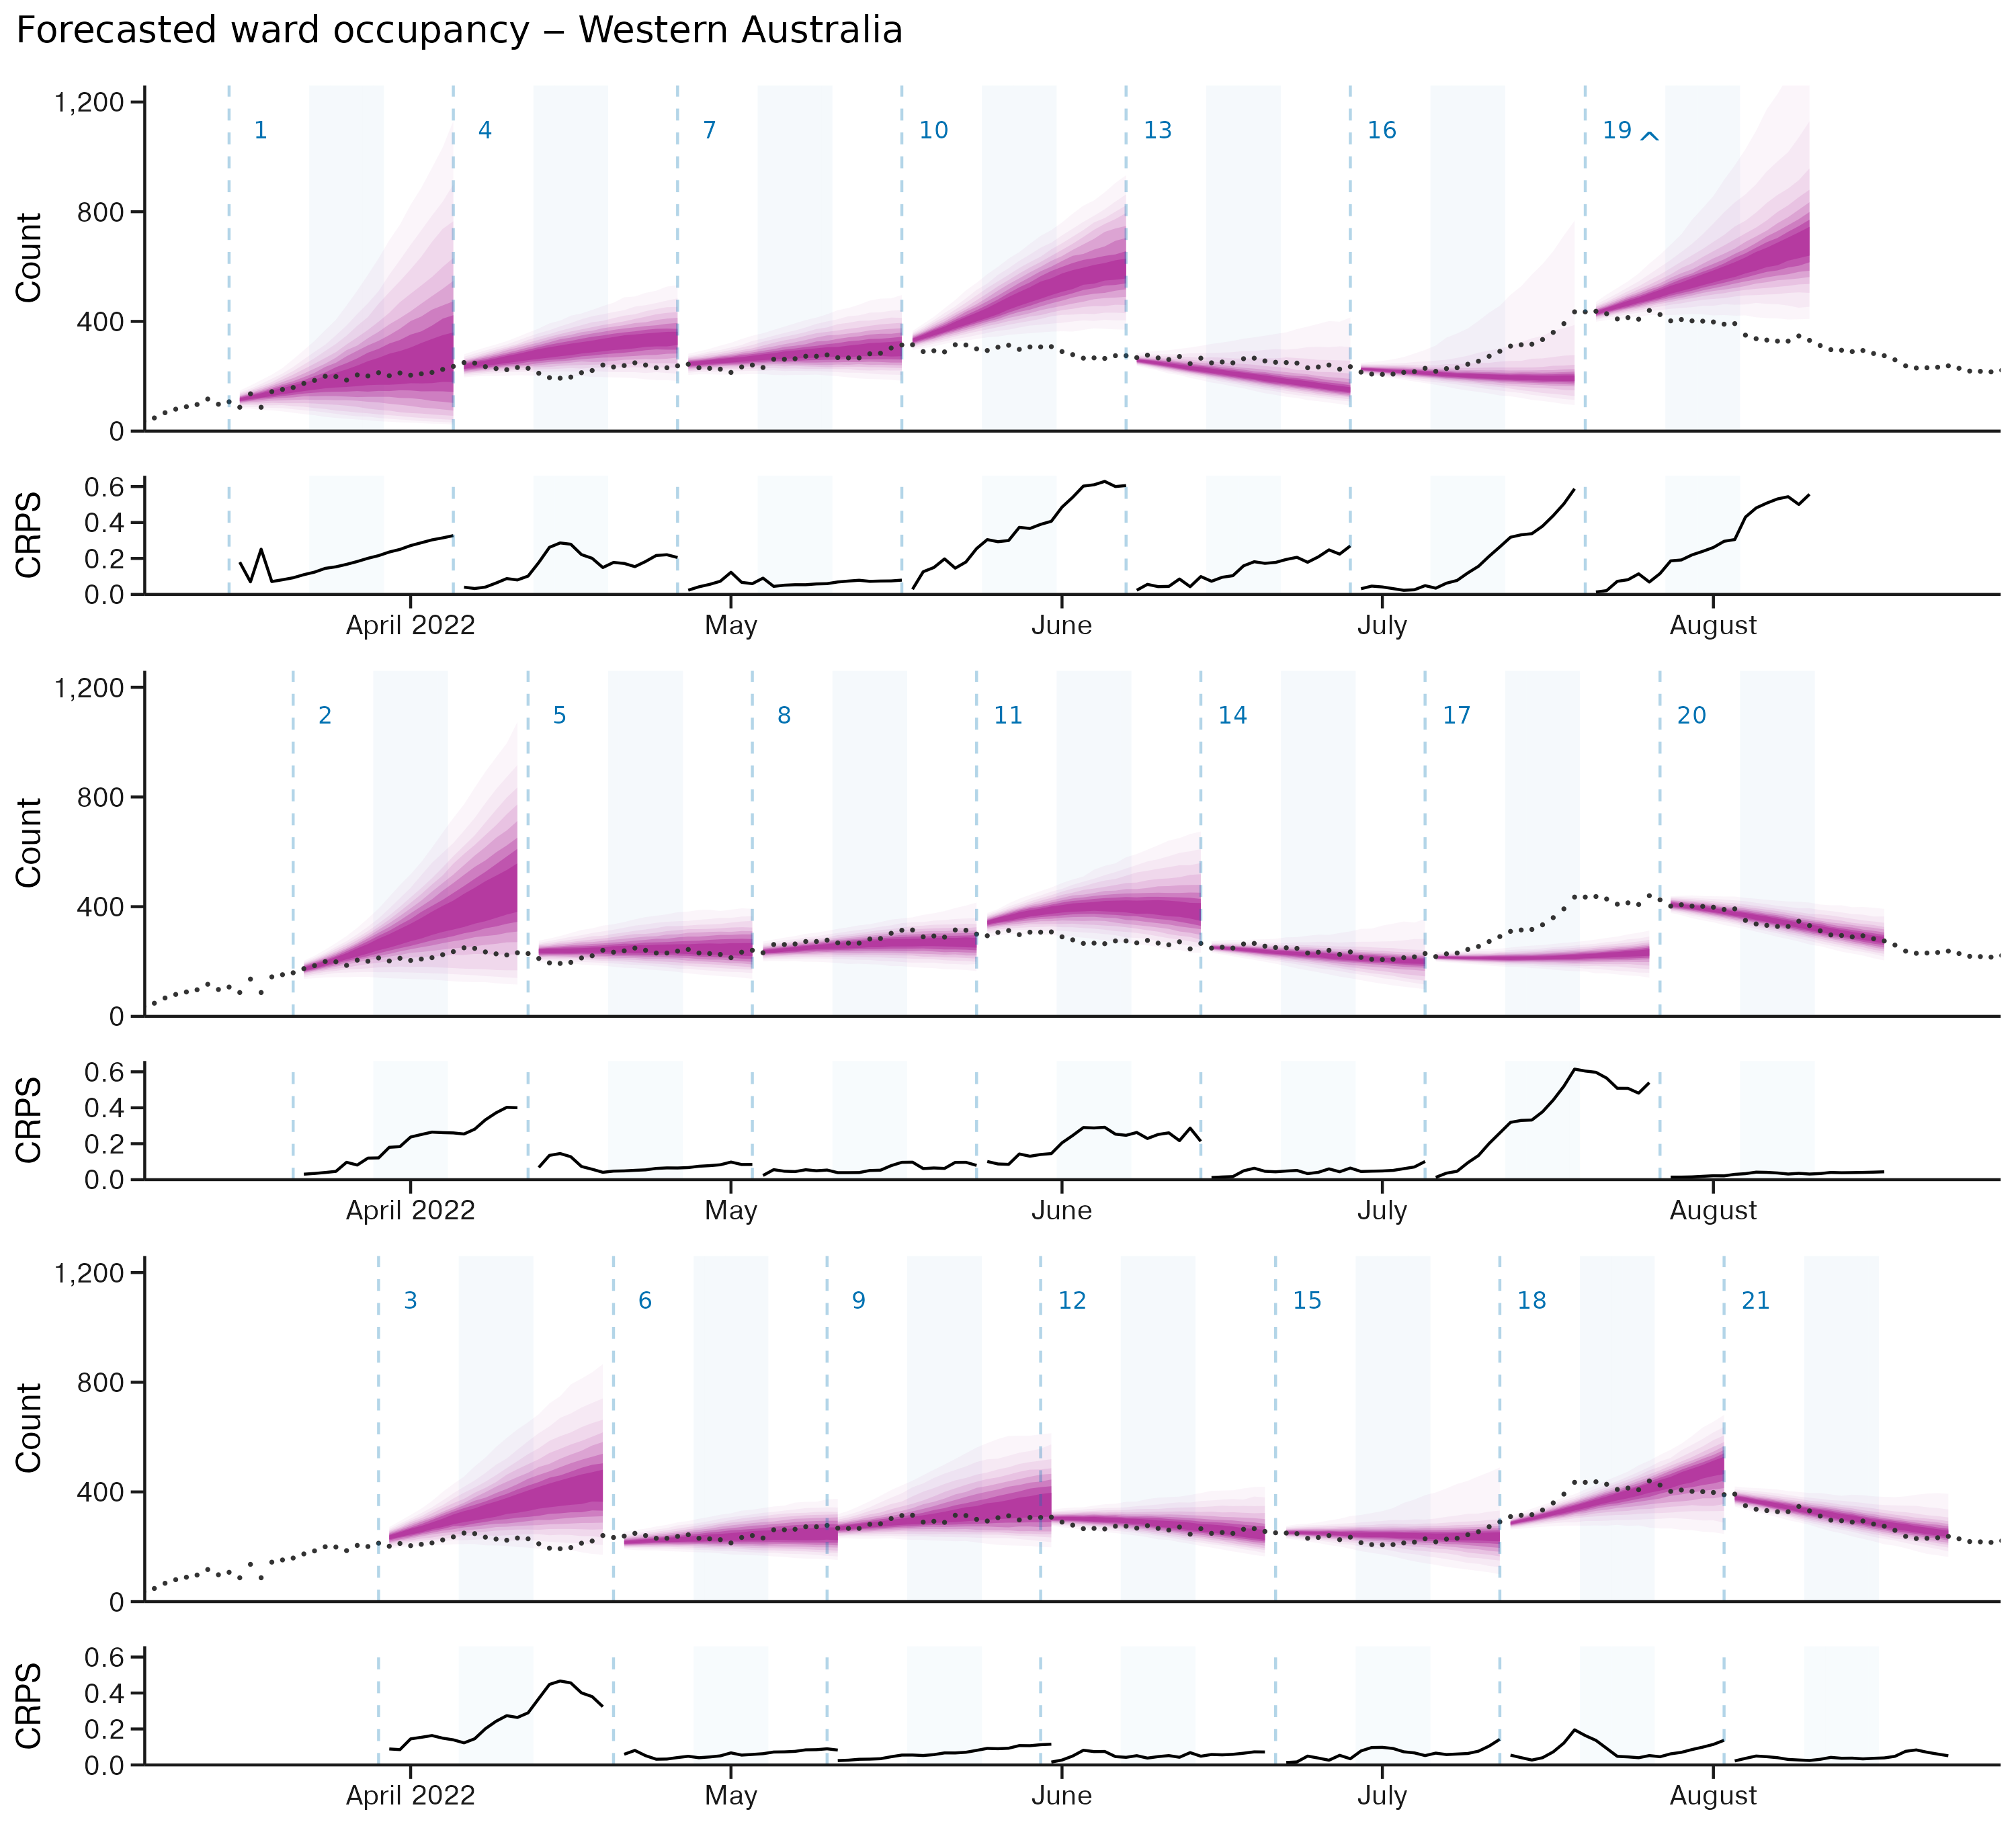 Forecasted ward occupancy – Western Australia
1,200
800
400
0
Count
1
4
7
10
13
16
19 ^
0.6
0.4
0.2
0.0
CRPS
April 2022
May
June
July
August
1,200
800
400
0
Count
2
5
8
11
14
17
20
0.6
0.4
0.2
0.0
CRPS
April 2022
May
June
July
August
1,200
800
400
0
Count
3
6
9
12
15
18
21
0.6
0.4
0.2
0.0
CRPS
April 2022
May
June
July
August